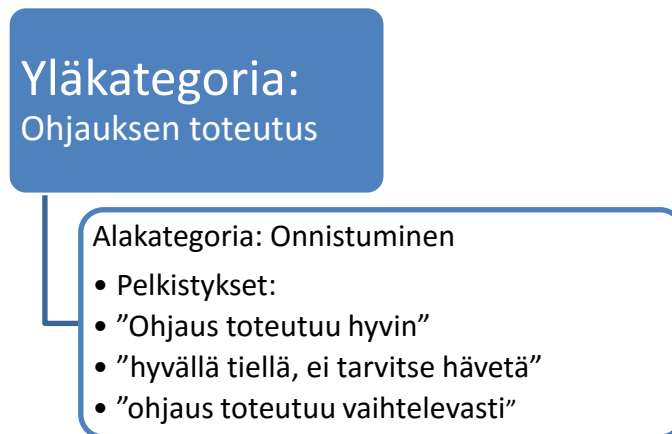 Yläkategoria:
Ohjauksen toteutus
Alakategoria: Onnistuminen
• Pelkistykset:
• ”Ohjaus toteutuu hyvin”
• ”hyvällä tiellä, ei tarvitse hävetä”
• ”ohjaus toteutuu vaihtelevasti”